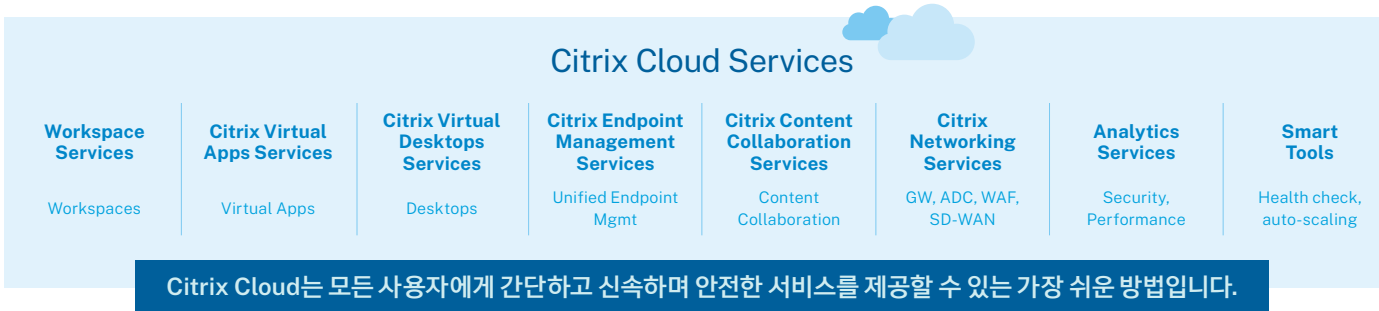 Citrix Cloud Services
Workspace
Services
Workspaces
Citrix Virtual
Apps Services
Virtual Apps
Citrix Virtual
Desktops
Services
Desktops
Citrix Endpoint
Management
Services
Unified Endpoint
Mgmt
Citrix Content
Collaboration
Services
Content
Collaboration
Citrix
Networking
Services
GW, ADC, WAF,
SD-WAN
Analytics
Services
Security,
Performance
Smart
Tools
Health check,
auto-scaling
Citrix Cloud는 모든 사용자에게 간단하고 신속하며 안전한 서비스를 제공할 수 있는 가장 쉬운 방법입니다.